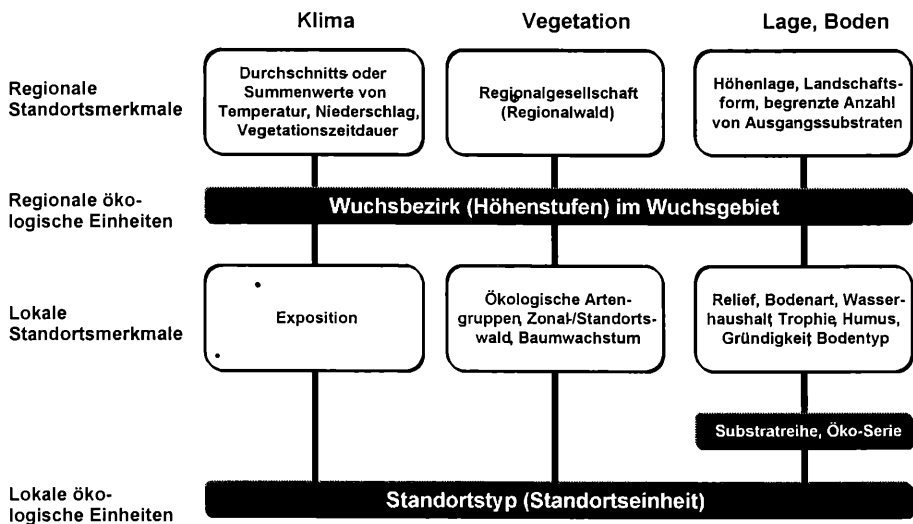 Klima
Vegetation
Lage, Boden
Regionale
Standortsmerkmale
Durchschnitts- oder
Summenwerte von
Temperatur, Niederschlag,
Vegetationszeitdauer
Regionalgesellschaft
(Regionalwald)
Höhenlage, Landschafts-
form, begrenzte Anzahl
von Ausgangssubstraten
Regionale öko-
logische Einheiten
Wuchsbezirk (Höhenstufen) im Wuchsgebiet
Lokale
Standortsmerkmale
Exposition
Ökologische Arten-
gruppen, Zonal-/Standorts-
wald, Baumwachstum
Relief, Bodenart, Wasser-
haushalt, Trophie, Humus,
Gründigkeit, Bodentyp
Substratreihe, Öko-Serie
Lokale öko-
logische Einheiten
Standortstyp (Standortseinheit)